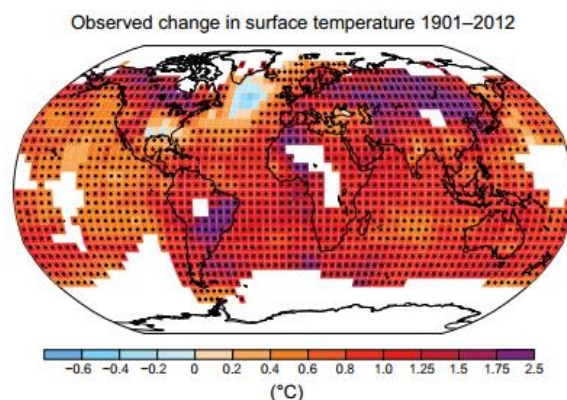 Observed change in surface temperature 1901–2012
−0.6 −0.4 −0.2 0 0.2 0.4 0.6 0.8 1.0 1.25 1.5 1.75 2.5
(°C)